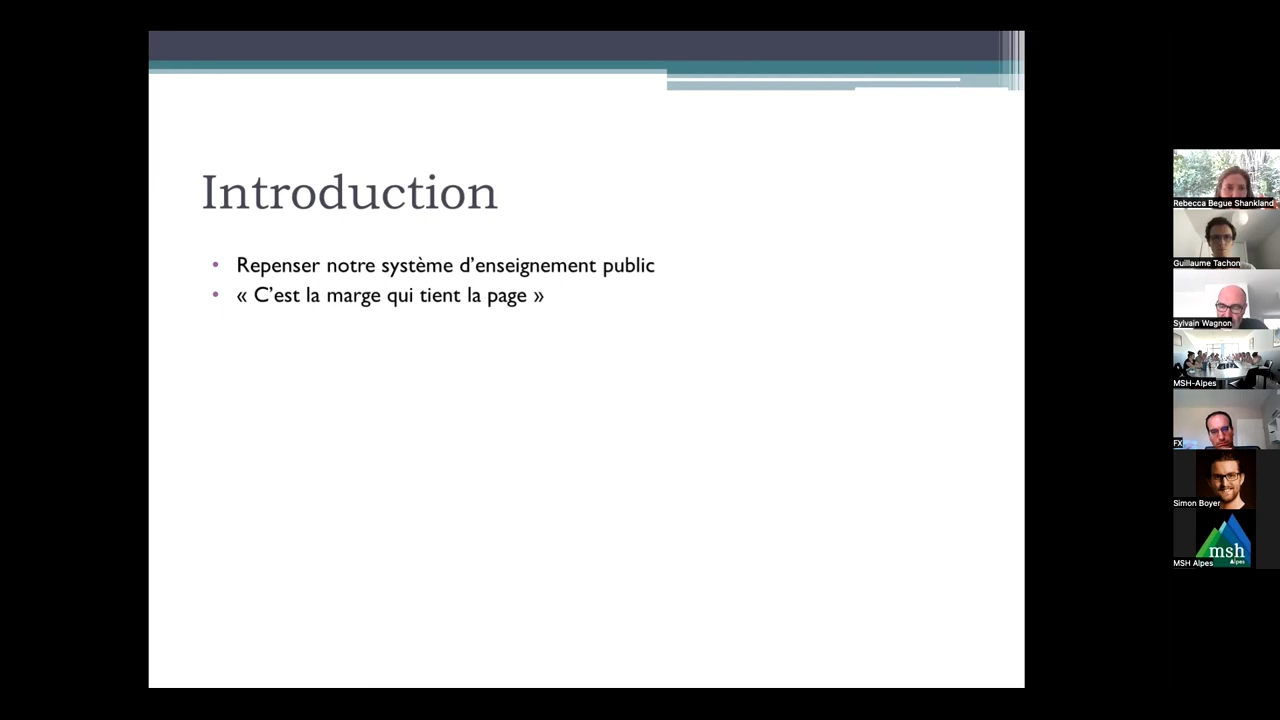 Introduction
• Repenser notre système d’enseignement public
• « C’est la marge qui tient la page »
Rebecca Begue Shankland
Guillaume Tachon
Sylvain Wagnon
MSH-Alpes
FX
Simon Boyer
msh
Alpes
MSH Alpes